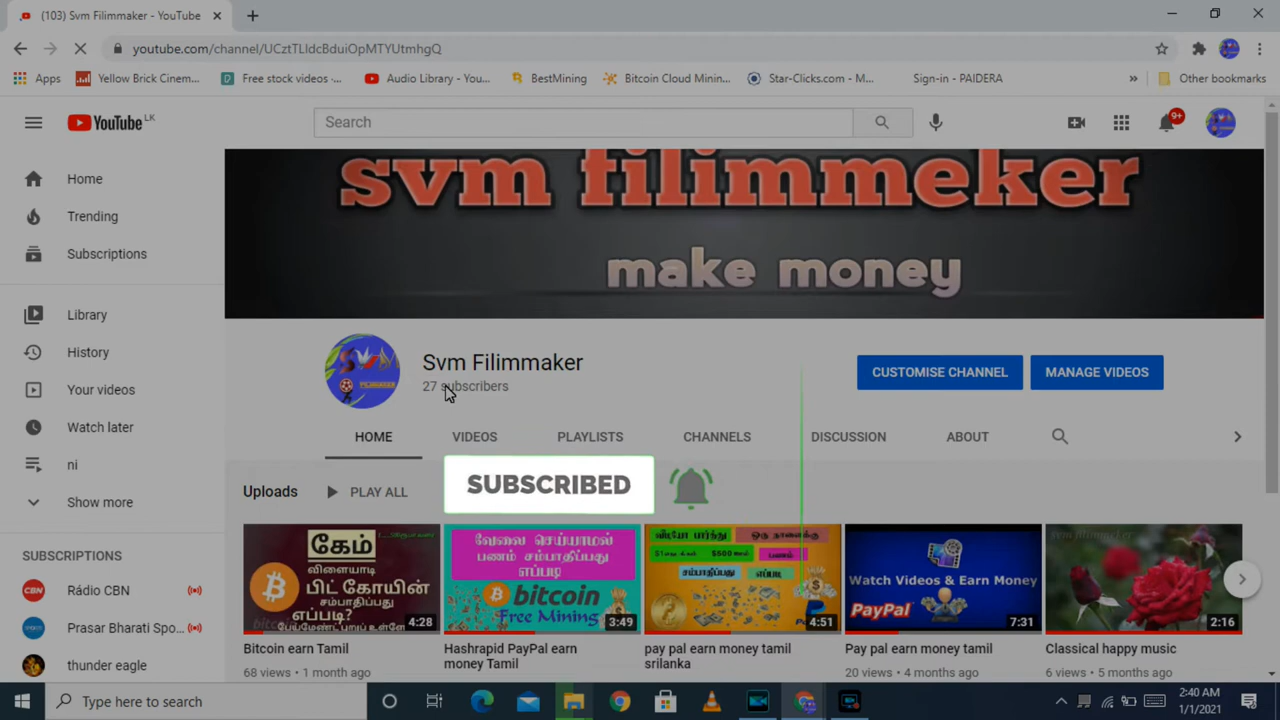 (103) Svm Filimmaker - YouTube
youtube.com/channel/UCztTLIdcBduiOpMTYUtmhgQ
Apps
Yellow Brick Cinem...
Free stock videos -...
Audio Library - You...
BestMining
Bitcoin Cloud Minin...
Star-Clicks.com - M...
Sign-in - PAIDERA
»
Other bookmarks
YouTube LK
Search
9+
Home
Trending
Subscriptions
Library
History
Your videos
Watch later
ni
Show more
SUBSCRIPTIONS
Rádio CBN
Prasar Bharati Spo...
thunder eagle
svm filimmeker
make money
Svm Filimmaker
27 subscribers
CUSTOMISE CHANNEL
MANAGE VIDEOS
HOME
VIDEOS
PLAYLISTS
CHANNELS
DISCUSSION
ABOUT
Uploads
PLAY ALL
SUBSCRIBED
கேம்
விளையாடி
பிட் கோயின்
சம்பாதிப்பது
எப்படி?
4:28
Bitcoin earn Tamil
68 views • 1 month ago
வேலை செய்யாமல்
பணம் சம்பாதிப்பது
எப்படி
bitcoin
Free Mining
3:49
Hashrapid PayPal earn
money Tamil
வீடியோ பார்த்து
ஒரு நாளைக்கு
$600
பணம்
சம்பாதிப்பது
எப்படி
4:51
pay pal earn money tamil
srilanka
Watch Videos & Earn Money
PayPal
7:31
Pay pal earn money tamil
20 views • 4 months ago
svm filimmeker
2:16
Classical happy music
6 views • 5 months ago
Type here to search
2:40 AM
1/1/2021